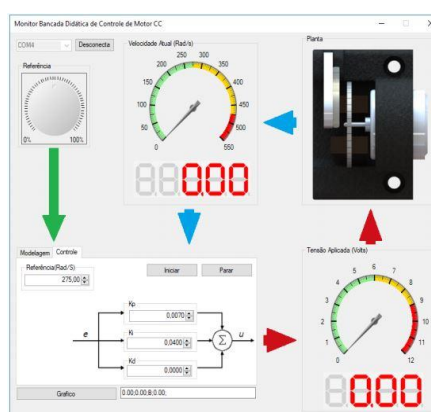 Monitor Bancada Didática de Controle de Motor CC
COM4
Desconecta
Referência
0%
100%
Velocidade Atual (Rad/s)
0
50
100
150
200
250
300
350
400
450
500
550
0.00
Planta
Modelagem
Controle
Referência(Rad/S)
275,00
Iniciar
Parar
e
Kp
0,0070
Ki
0,0400
Kd
0,0000
Σ
u
Grafico
0.00;0.00;B;0.00;
Tensão Aplicada (Volts)
0
1
2
3
4
5
6
7
8
9
10
11
12
0.00